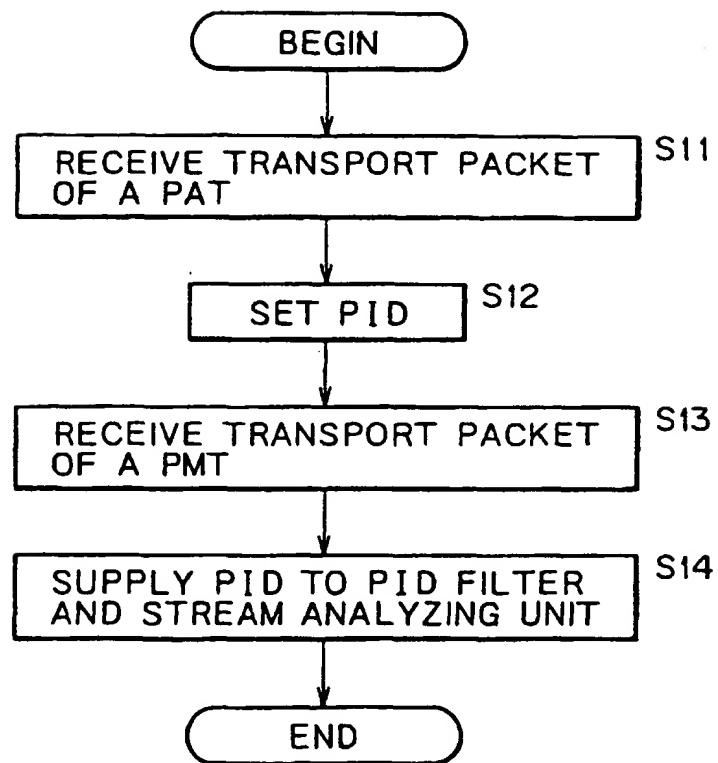 BEGIN
RECEIVE TRANSPORT PACKET
OF A PAT
S11
SET PID
S12
RECEIVE TRANSPORT PACKET
OF A PMT
S13
SUPPLY PID TO PID FILTER
AND STREAM ANALYZING UNIT
S14
END